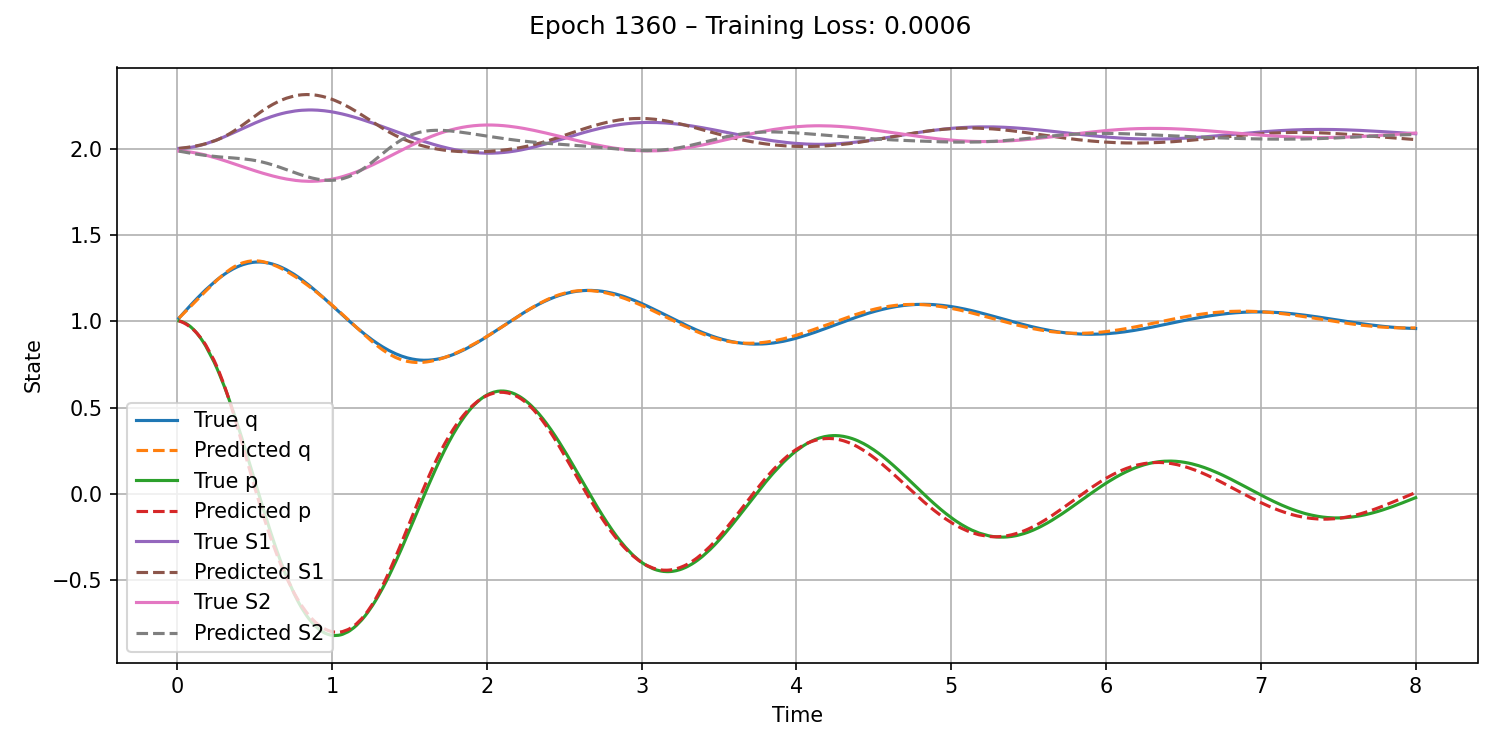 Epoch 1360 – Training Loss: 0.0006
State
2.0
1.5
1.0
0.5
0.0
−0.5
True q
Predicted q
True p
Predicted p
True S1
Predicted S1
True S2
Predicted S2
0 1 2 3 4 5 6 7 8
Time